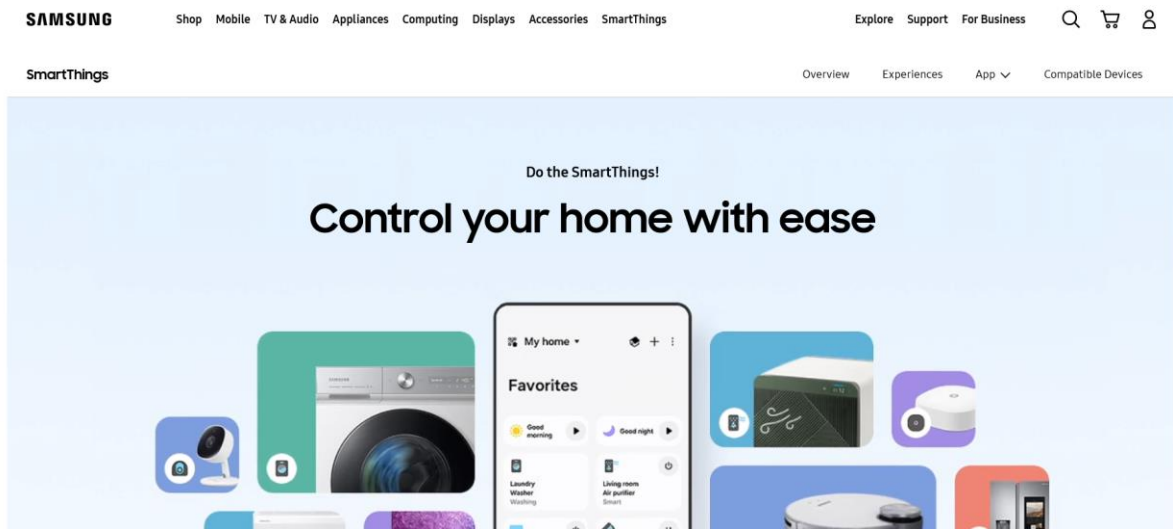 SAMSUNG
Shop Mobile TV & Audio Appliances Computing Displays Accessories SmartThings
Explore Support For Business
SmartThings
Overview Experiences App Compatible Devices
Do the SmartThings!
Control your home with ease
My home
Favorites
Good morning
Good night
Laundry
Washer
Washing
Living room
Air purifier
Smart
SAMSUNG